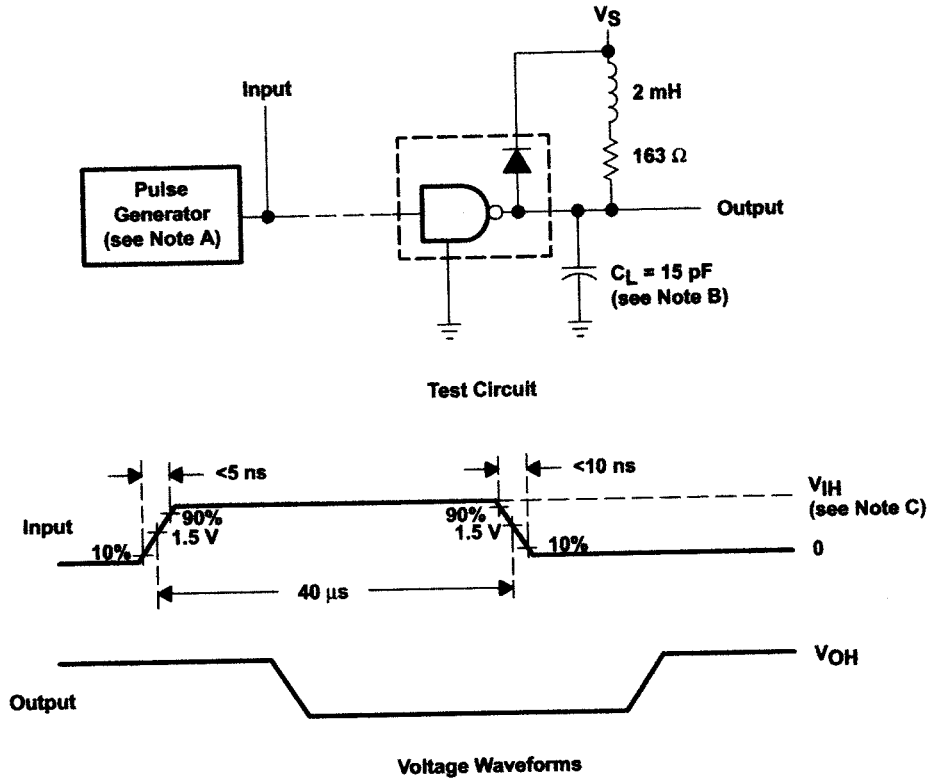 VS
Input
2 mH
Pulse
Generator
(see Note A)
163 Ω
Output
CL = 15 pF
(see Note B)
Test Circuit
<5 ns
<10 ns
VIH
(see Note C)
Input
90%
1.5 V
10%
90%
1.5 V
10%
0
40 μs
VOH
Output
Voltage Waveforms